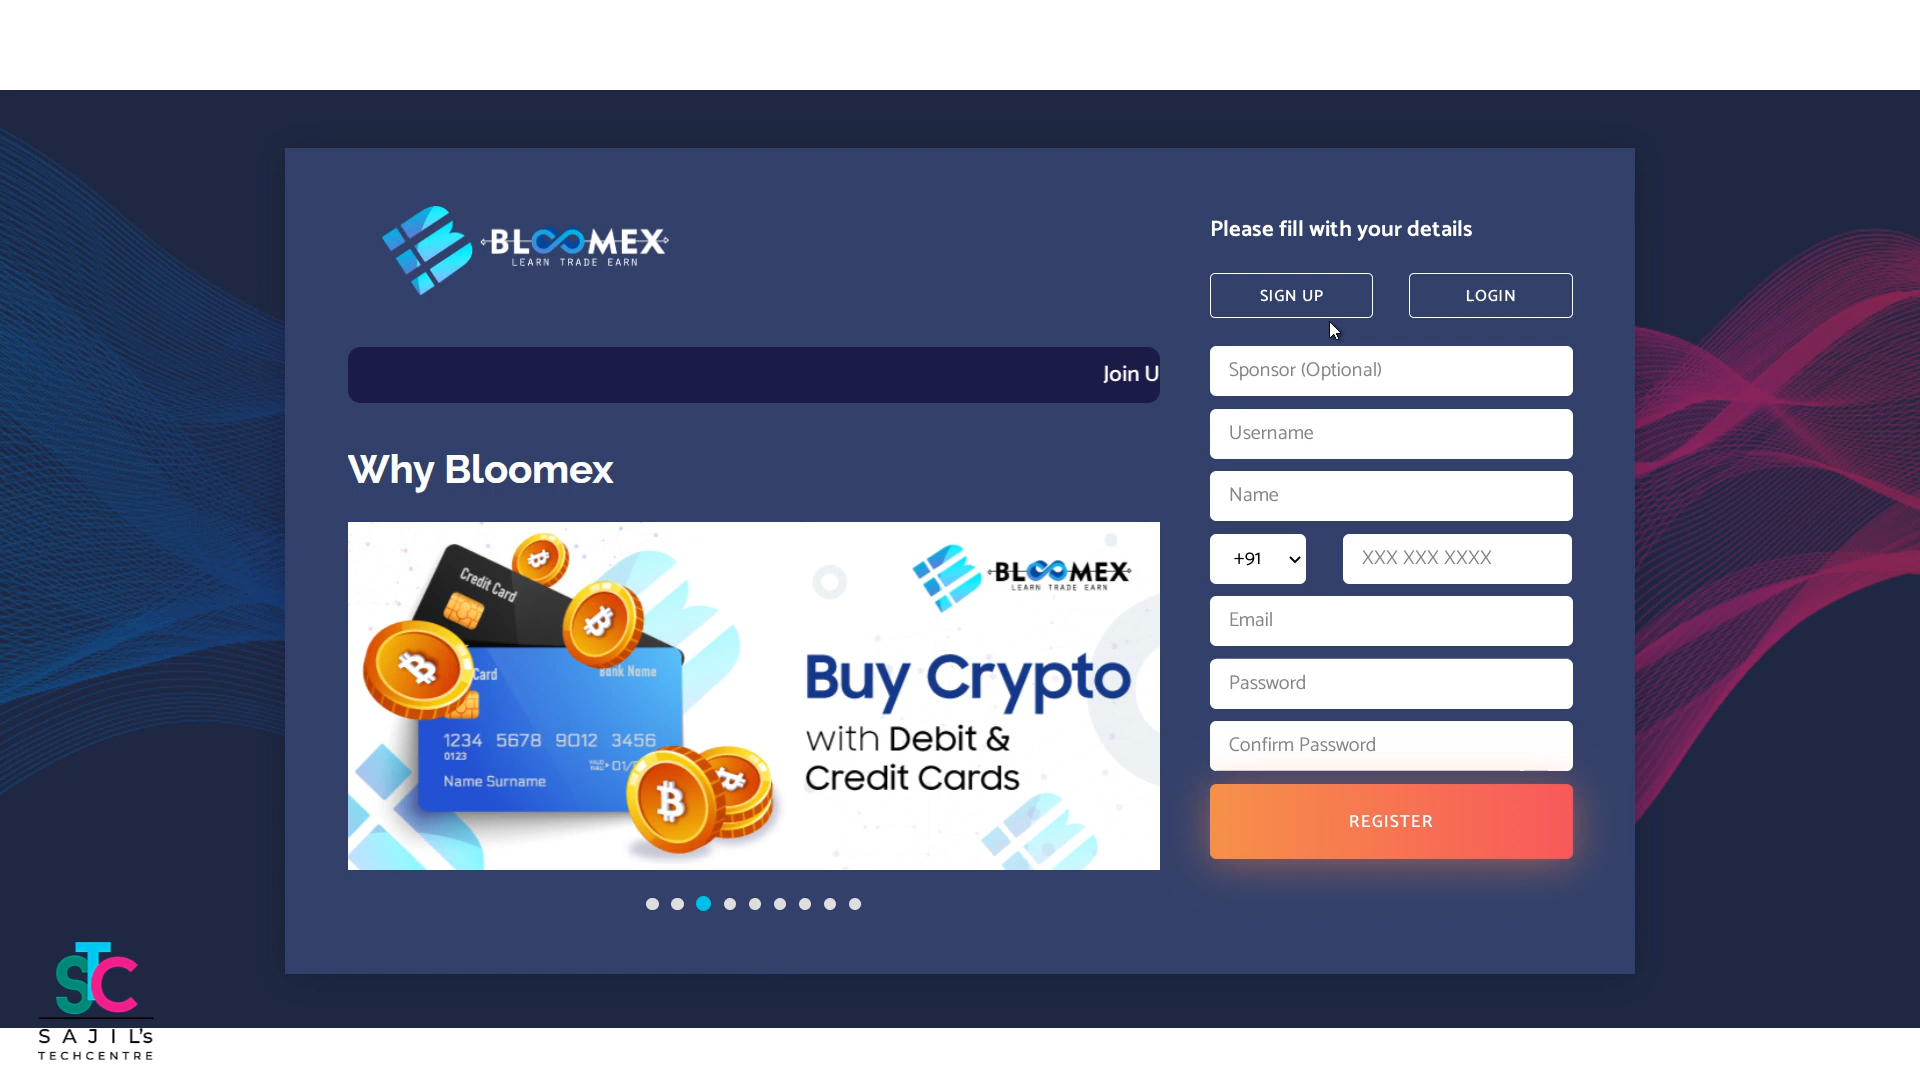 BLOOMEX
LEARN TRADE EARN
Join U
Why Bloomex
Credit Card
Card
Bank Name
1234 5678 9012 3456
0123
01/
Name Surname
BLOOMEX
LEARN TRADE EARN
Buy Crypto
with Debit &
Credit Cards
Please fill with your details
SIGN UP
LOGIN
Sponsor (Optional)
Username
Name
+91
XXX XXX XXXX
Email
Password
Confirm Password
REGISTER
STC
SAJIL's
TECHCENTRE